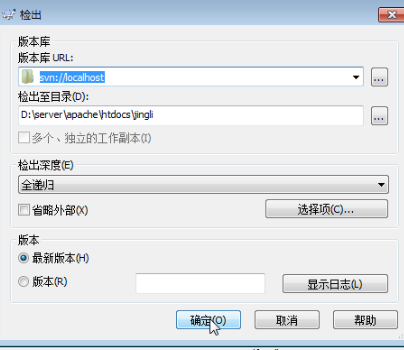 检出
版本库
版本库 URL:
svn://localhost
...
检出至目录(D):
D:\server\apache\htdocs\jingli
...
多个、独立的工作副本(I)
检出深度(E)
全递归
省略外部(X)
选择项(C)...
版本
最新版本(H)
版本(R)
显示日志(L)
确定(O)
取消
帮助